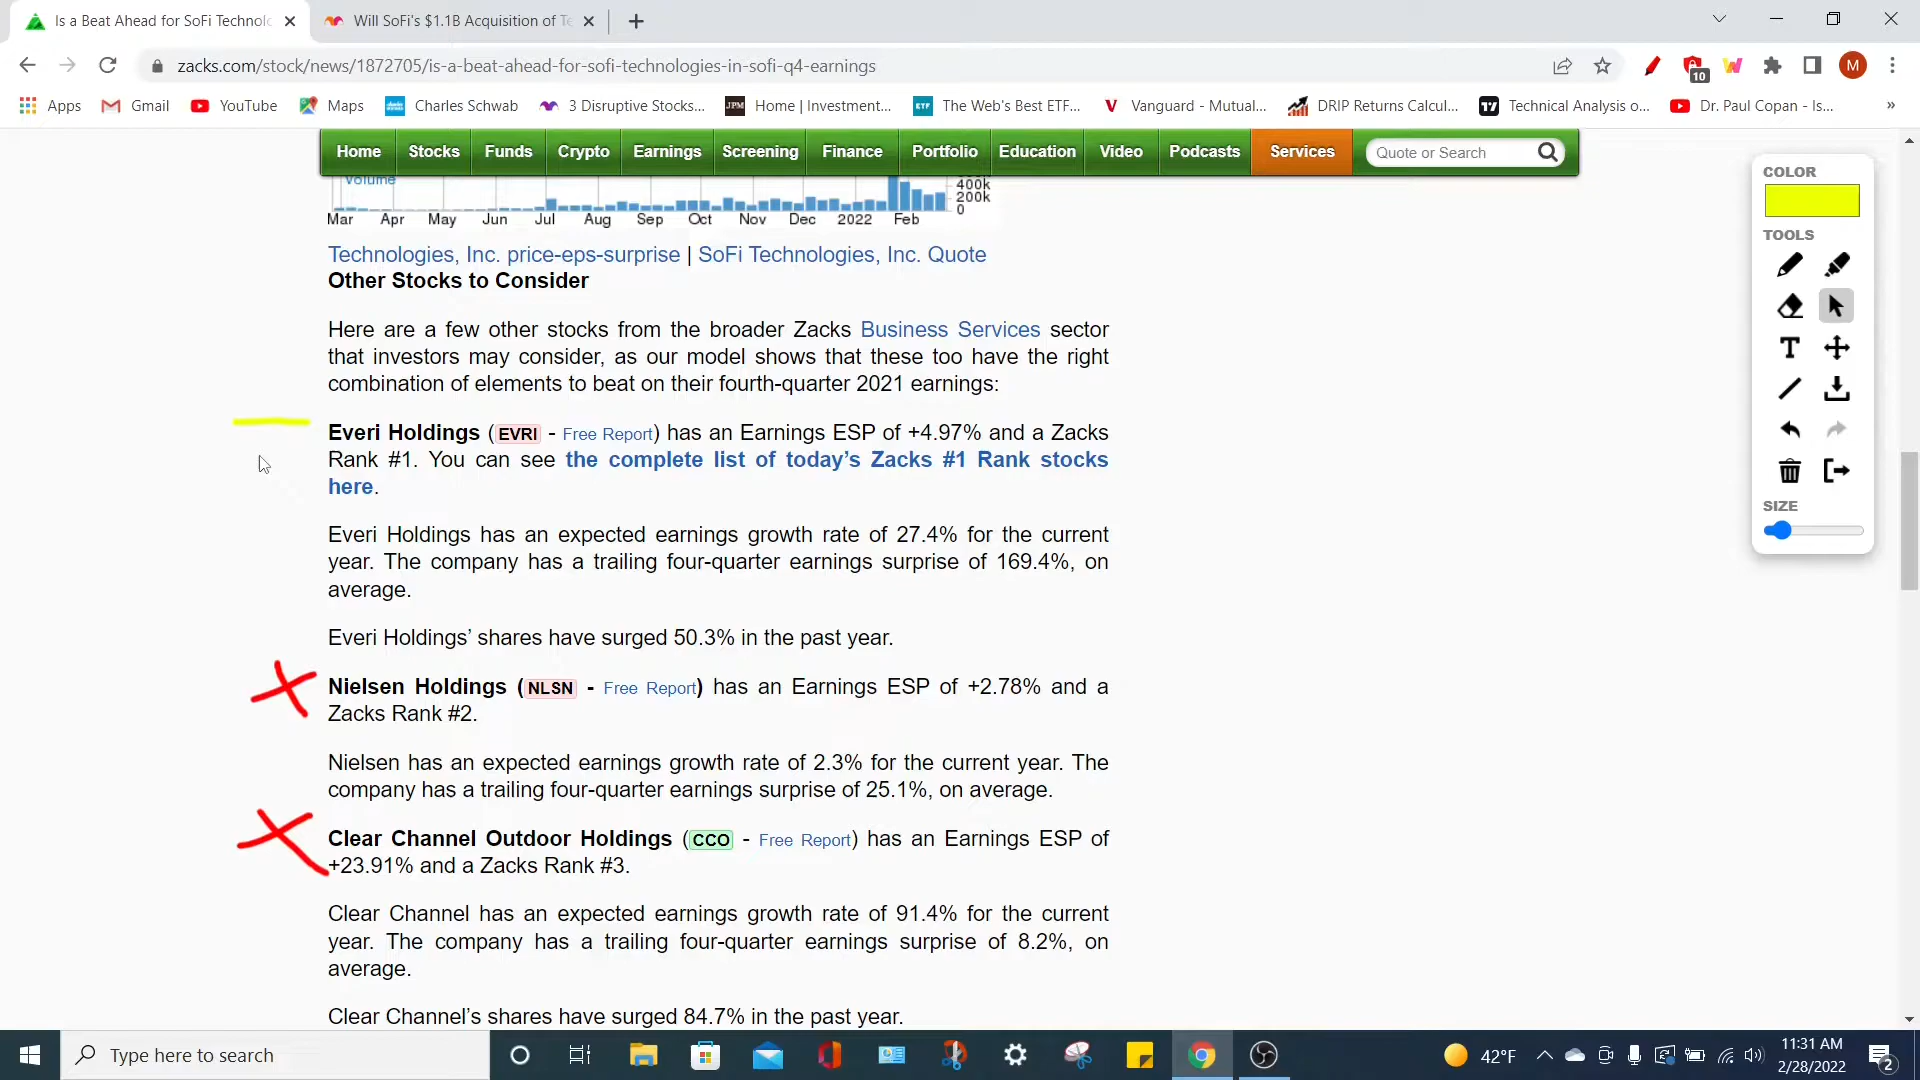 Is a Beat Ahead for SoFi Technolo
Will SoFi's $1.1B Acquisition of Te
zacks.com/stock/news/1872705/is-a-beat-ahead-for-sofi-technologies-in-sofi-q4-earnings
10
M
Apps
Gmail
YouTube
Maps
Charles Schwab
3 Disruptive Stocks...
JPM
Home | Investment...
ETF
The Web's Best ETF...
V
Vanguard - Mutual...
DRIP Returns Calcul...
Technical Analysis o...
Dr. Paul Copan - Is...
»
Home
Stocks
Funds
Crypto
Earnings
Screening
Finance
Portfolio
Education
Video
Podcasts
Services
Quote or Search
Volume
400k
200k
0
Mar Apr May Jun Jul Aug Sep Oct Nov Dec 2022 Feb
Technologies, Inc. price-eps-surprise | SoFi Technologies, Inc. Quote
Other Stocks to Consider
Here are a few other stocks from the broader Zacks Business Services sector
that investors may consider, as our model shows that these too have the right
combination of elements to beat on their fourth-quarter 2021 earnings:
Everi Holdings (EVRI - Free Report) has an Earnings ESP of +4.97% and a Zacks
Rank #1. You can see the complete list of today’s Zacks #1 Rank stocks
here.
Everi Holdings has an expected earnings growth rate of 27.4% for the current
year. The company has a trailing four-quarter earnings surprise of 169.4%, on
average.
Everi Holdings’ shares have surged 50.3% in the past year.
Nielsen Holdings (NLSN - Free Report) has an Earnings ESP of +2.78% and a
Zacks Rank #2.
Nielsen has an expected earnings growth rate of 2.3% for the current year. The
company has a trailing four-quarter earnings surprise of 25.1%, on average.
Clear Channel Outdoor Holdings (CCO - Free Report) has an Earnings ESP of
+23.91% and a Zacks Rank #3.
Clear Channel has an expected earnings growth rate of 91.4% for the current
year. The company has a trailing four-quarter earnings surprise of 8.2%, on
average.
Clear Channel’s shares have surged 84.7% in the past year.
COLOR
TOOLS
T
SIZE
Type here to search
42°F
11:31 AM
2/28/2022
2